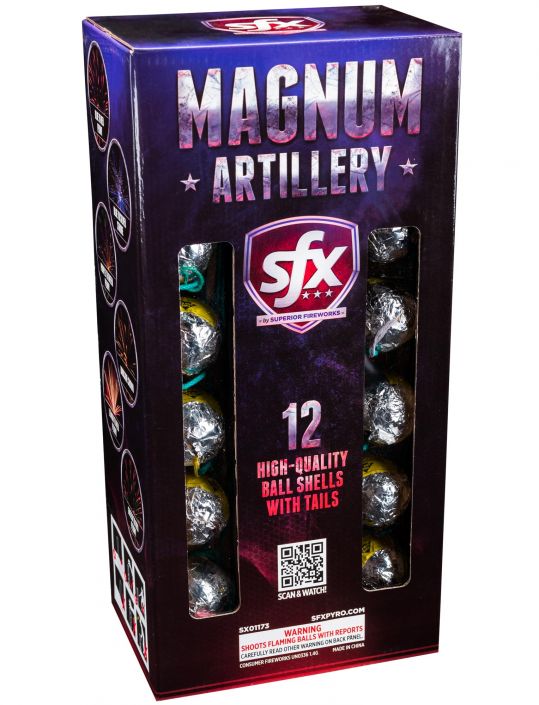 sfx
MAGNUM
ARTILLERY
sfx
by SUPERIOR FIREWORKS
12
HIGH-QUALITY
BALL SHELLS
WITH TAILS
SCAN & WATCH!
SX01173
SFXPYRO.COM
WARNING
SHOOTS FLAMING BALLS WITH REPORTS
CAREFULLY READ OTHER WARNING ON BACK PANEL.
CONSUMER FIREWORKS UN0336 1.4G
MADE IN CHINA